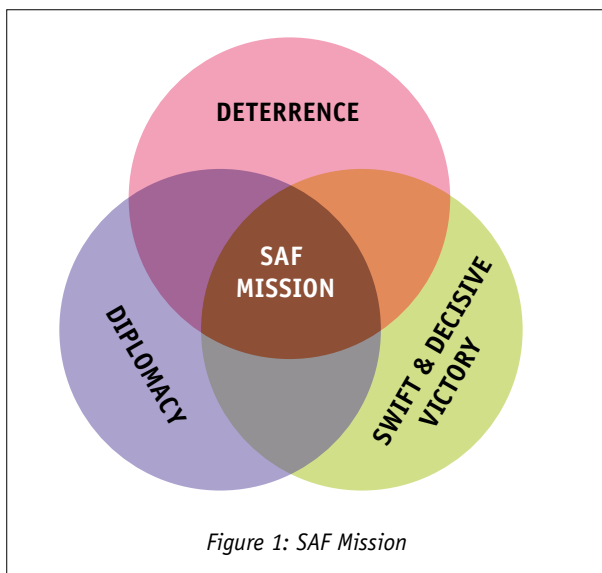 DETERRENCE
SAF
MISSION
DIPLOMACY
SWIFT & DECISIVE
VICTORY
Figure 1: SAF Mission